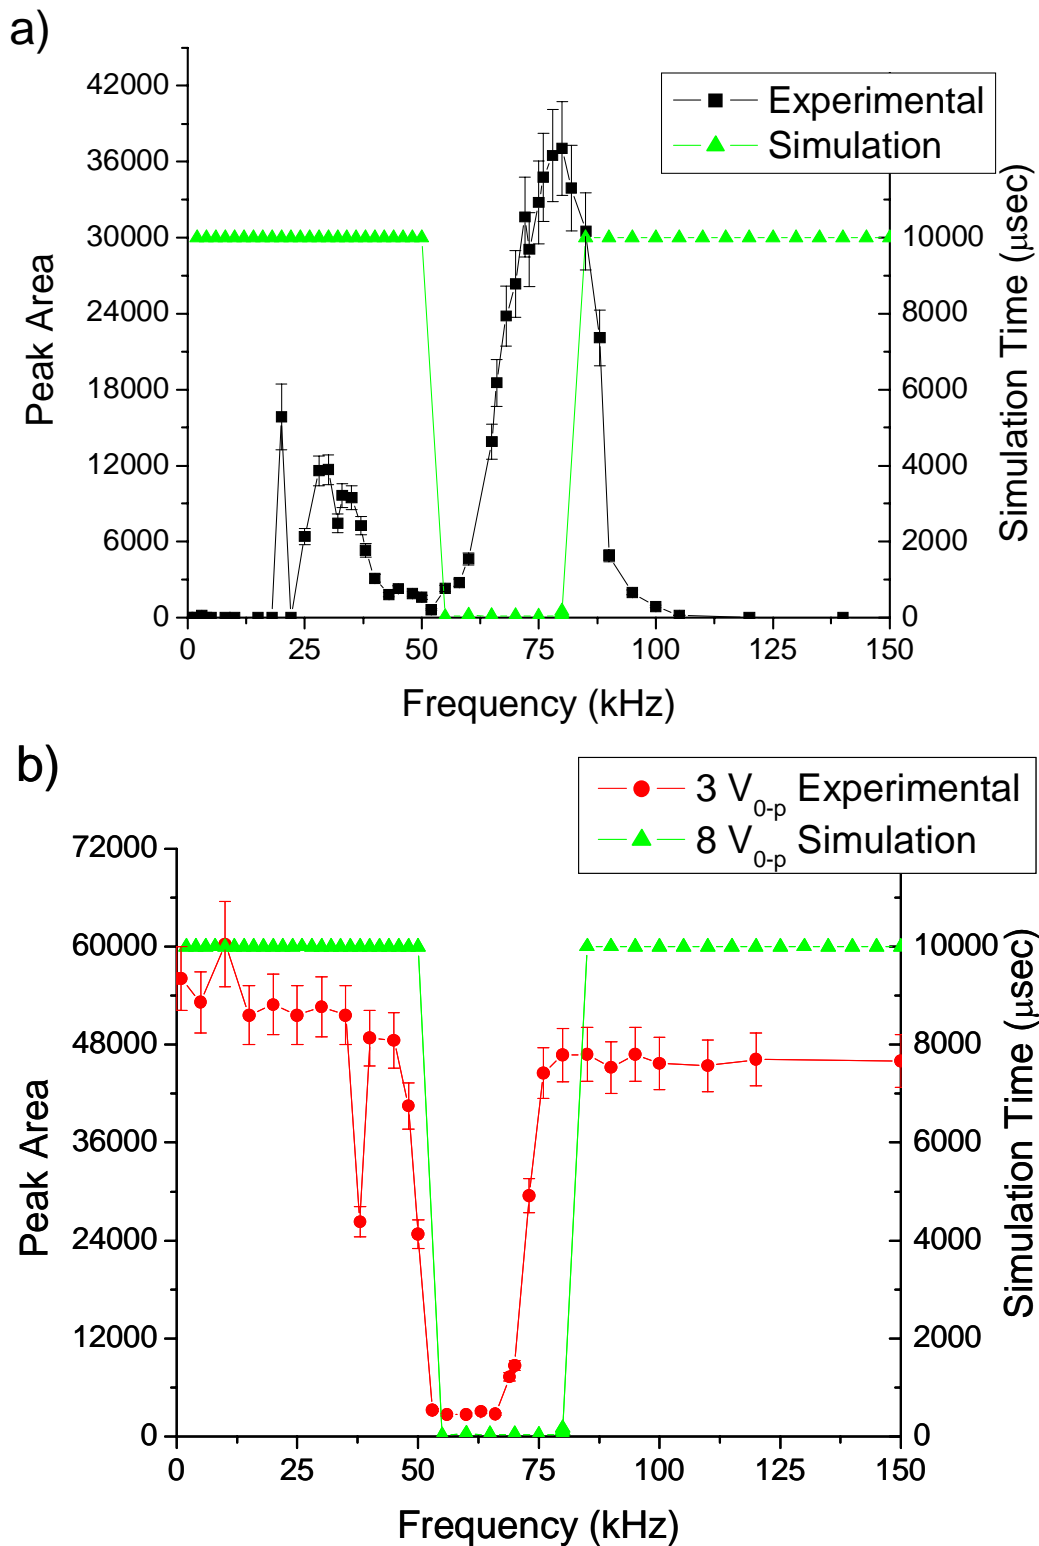 a)
Experimental
Simulation
42000
36000
30000
24000
18000
12000
6000
0
Peak Area
10000
8000
6000
4000
2000
0
Simulation Time (μsec)
0 25 50 75 100 125 150
Frequency (kHz)
b)
3 V0-p Experimental
8 V0-p Simulation
72000
60000
48000
36000
24000
12000
0
Peak Area
10000
8000
6000
4000
2000
0
Simulation Time (μsec)
0 25 50 75 100 125 150
Frequency (kHz)